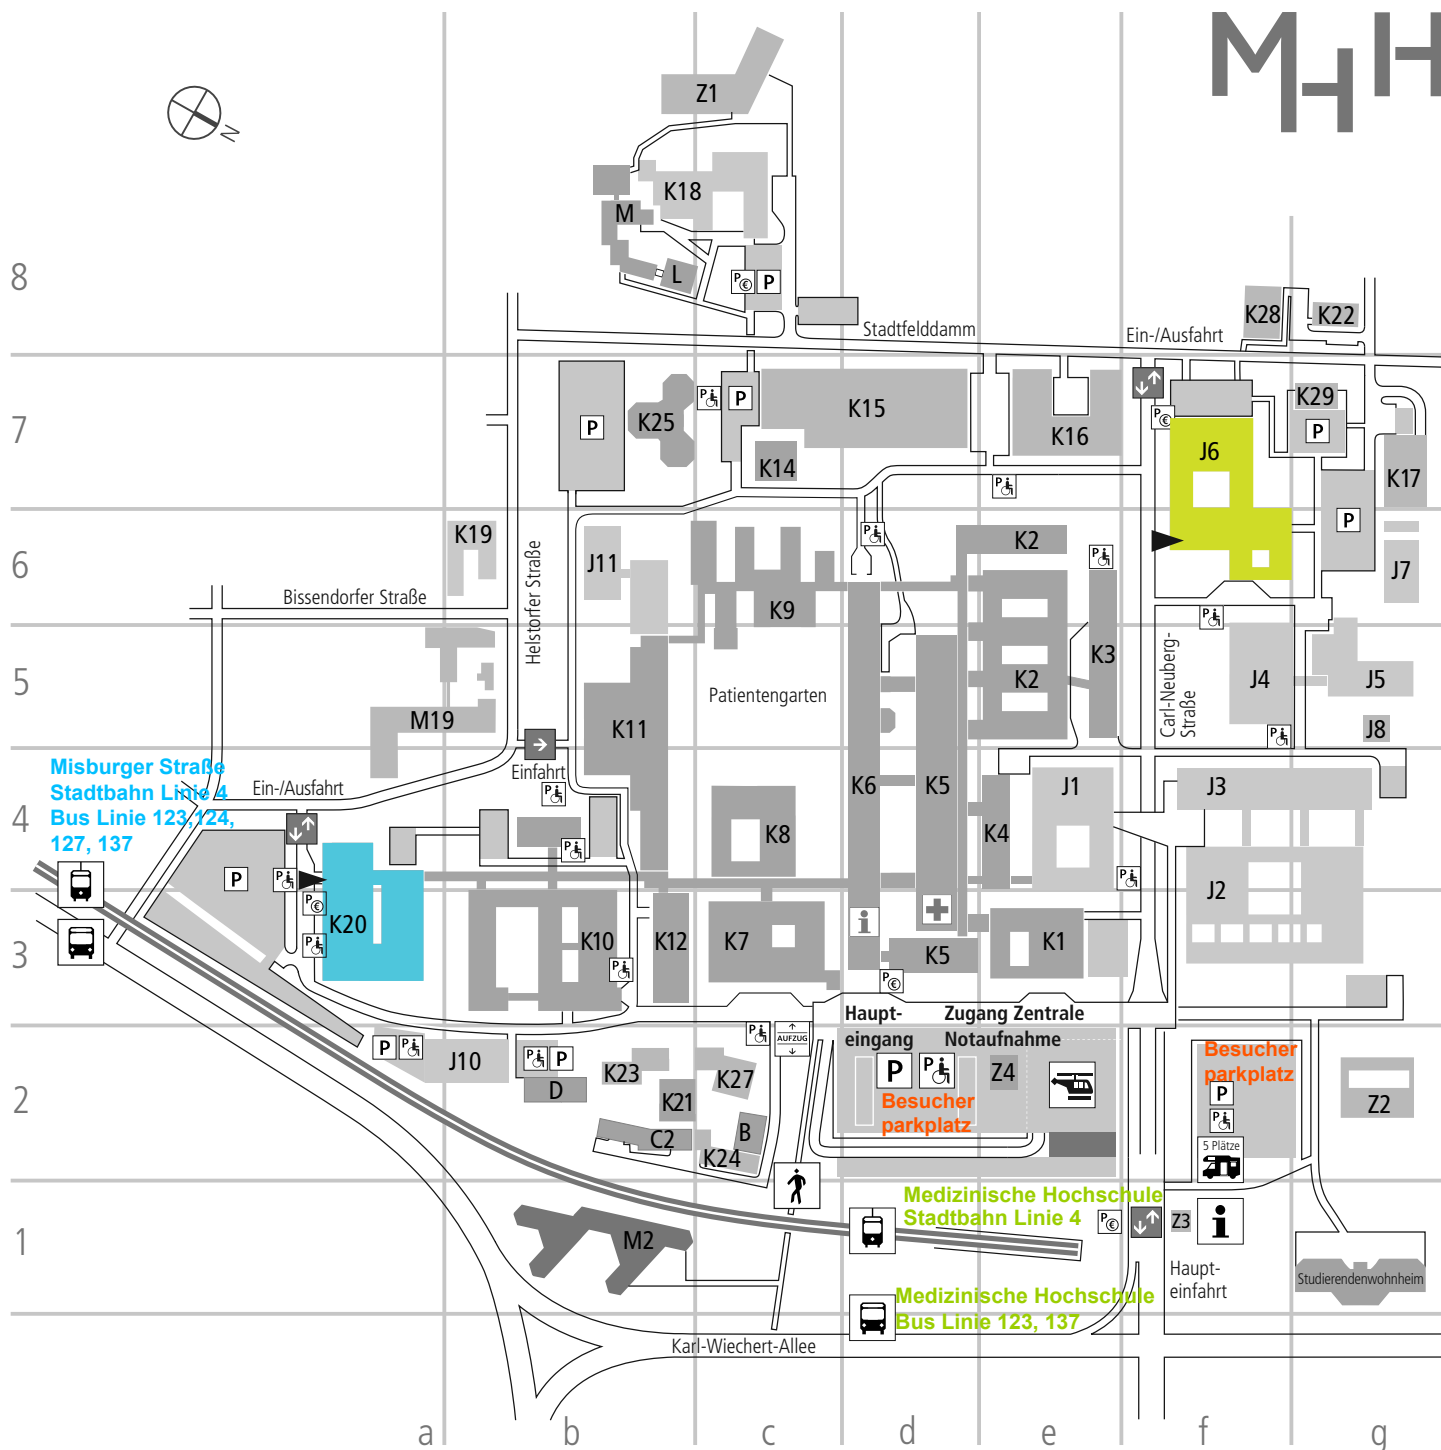 MHH
N
Z1
K18
M
L
8
P€
P
Stadtfelddamm
Ein-/Ausfahrt
K28
K22
7
P
K25
P
P
K15
K14
K16
P€
J6
K29
P
K17
P
K19
6
J11
K9
P
K2
P
P
J7
Bissendorfer Straße
Helstorfer Straße
P
5
M19
K11
Patientengarten
K2
K3
Carl-Neuberg-
Straße
J4
J5
J8
P
Misburger Straße
Stadtbahn Linie 4
Bus Linie 123,124,
127, 137
Ein-/Ausfahrt
Einfahrt
P
4
K6
K5
K8
K4
J1
J3
P
P
P
P
J2
P€
K20
3
P
K10
P
K12
K7
i
K5
K1
P€
Haupt-
eingang
Zugang Zentrale
Notaufnahme
P
AUFZUG
P
P
J10
P
P
D
K23
K21
K27
C2
K24
B
2
P
P
Besucher
parkplatz
Z4
Besucher
parkplatz
P
P
5 Plätze
Z2
1
M2
Medizinische Hochschule
Stadtbahn Linie 4
P€
Z3
i
Haupt-
einfahrt
Studierendenwohnheim
Medizinische Hochschule
Bus Linie 123, 137
Karl-Wiechert-Allee
a
b
c
d
e
f
g